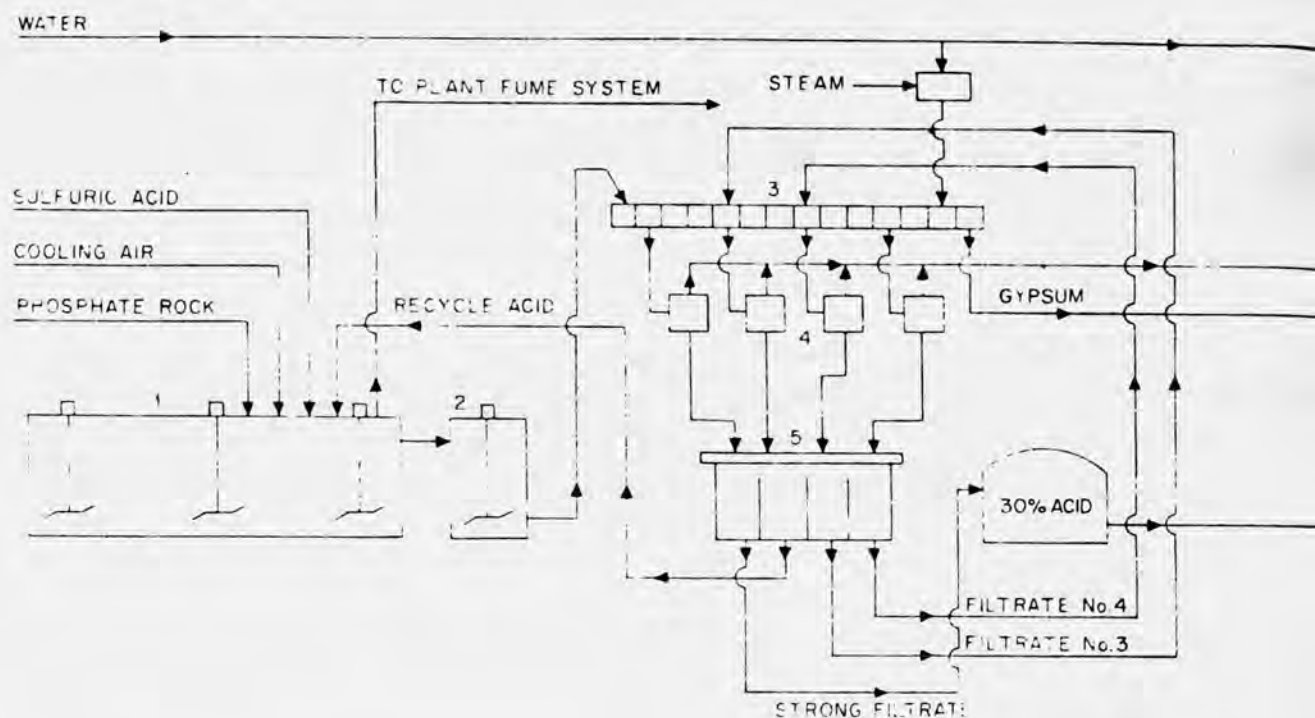 WATER
TO PLANT FUME SYSTEM
STEAM
SULFURIC ACID
3
COOLING AIR
PHOSPHATE ROCK
RECYCLE ACID
GYPSUM
4
1
2
5
30% ACID
FILTRATE No.4
FILTRATE No.3
STRONG FILTRATE